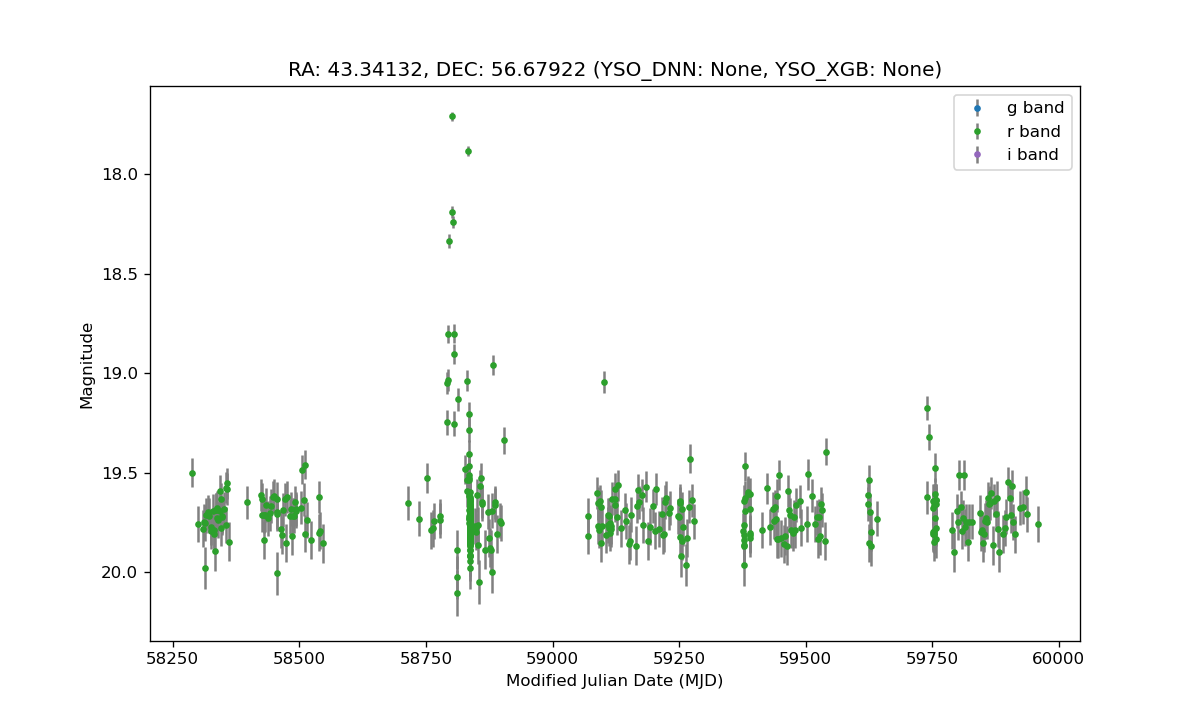 RA: 43.34132, DEC: 56.67922 (YSO_DNN: None, YSO_XGB: None)
g band
r band
i band
18.0
18.5
19.0
19.5
20.0
Magnitude
58250 58500 58750 59000 59250 59500 59750 60000
Modified Julian Date (MJD)